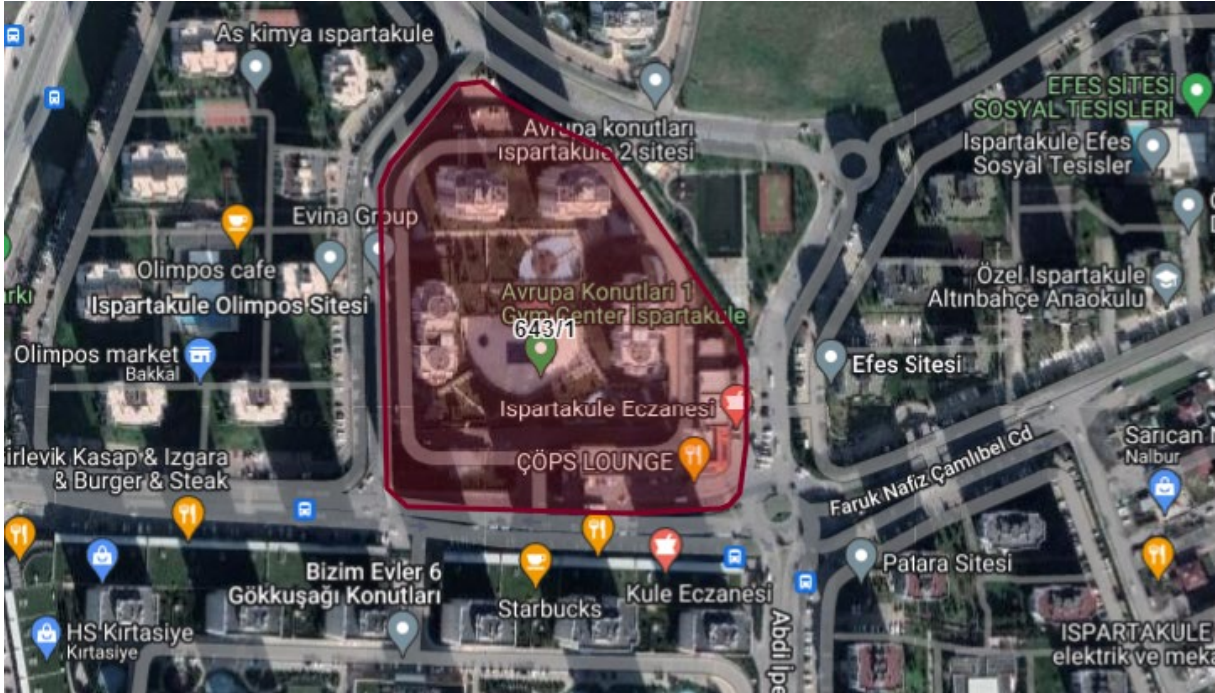 As kimya ıspartakule
EFES SİTESİ
SOSYAL TESİSLERİ
Avrupa konutları
ıspartakule 2 sitesi
Ispartakule Efes
Sosyal Tesisler
Evina Group
Olimpos cafe
Ispartakule Olimpos Sitesi
Özel Ispartakule
Altınbahçe Anaokulu
Avrupa Konutlari 1
Gym Center Ispartakule
643/1
Olimpos market
Bakkal
Efes Sitesi
Ispartakule Eczanesi
ÇÖPS LOUNGE
irlevik Kasap & Izgara
& Burger & Steak
Faruk Nafiz Çamlıbel Cd
Sarıcan
Nalbur
Bizim Evler 6
Gökkuşağı Konutları
Starbucks
Kule Eczanesi
Patara Sitesi
HS Kırtasiye
Kırtasiye
Abdi İpe
ISPARTAKULE
elektrik ve meka